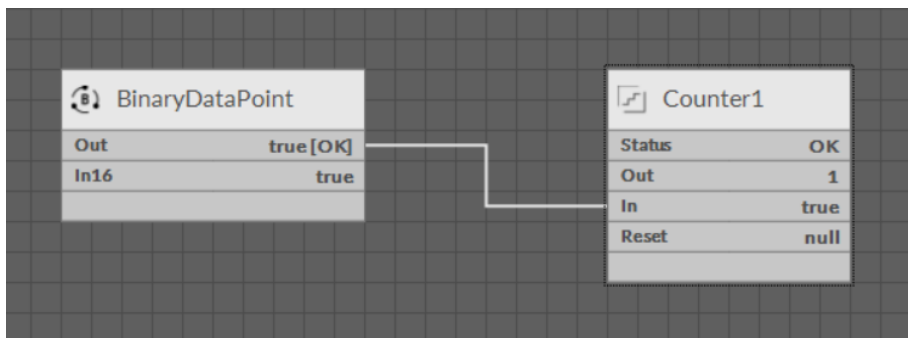 BinaryDataPoint
Out true [OK]
In16 true
Counter1
Status OK
Out 1
In true
Reset null